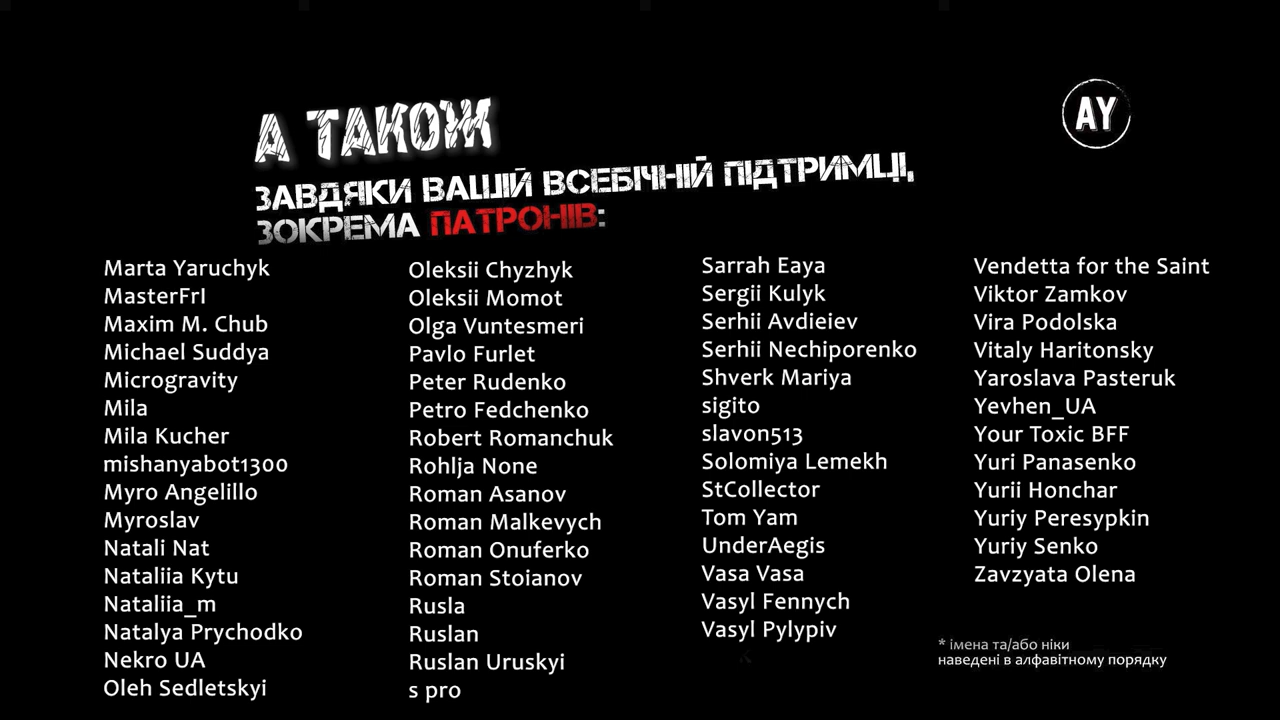 А ТАКОЖ
AY
ЗАВДЯКИ ВАШІЙ ВСЕБІЧНІЙ ПІДТРИМЦІ,
ЗОКРЕМА ПАТРОНІВ:
Marta Yaruchyk
MasterFrI
Maxim M. Chub
Michael Suddya
Microgravity
Mila
Mila Kucher
mishanyabot1300
Myro Angelillo
Myroslav
Natali Nat
Nataliia Kytu
Nataliia_m
Natalya Prychodko
Nekro UA
Oleh Sedletskyi
Oleksii Chyzhyk
Oleksii Momot
Olga Vuntesmeri
Pavlo Furlet
Peter Rudenko
Petro Fedchenko
Robert Romanchuk
Rohlja None
Roman Asanov
Roman Malkevych
Roman Onuferko
Roman Stoianov
Rusla
Ruslan
Ruslan Uruskyi
s pro
Sarrah Eaya
Sergii Kulyk
Serhii Avdieiev
Serhii Nechiporenko
Shverk Mariya
sigito
slavon513
Solomiya Lemekh
StCollector
Tom Yam
UnderAegis
Vasa Vasa
Vasyl Fennych
Vasyl Pylypiv
Vendetta for the Saint
Viktor Zamkov
Vira Podolska
Vitaly Haritonsky
Yaroslava Pasteruk
Yevhen_UA
Your Toxic BFF
Yuri Panasenko
Yurii Honchar
Yuriy Peresypkin
Yuriy Senko
Zavzyata Olena
* імена та/або ніки
наведені в алфавітному порядку